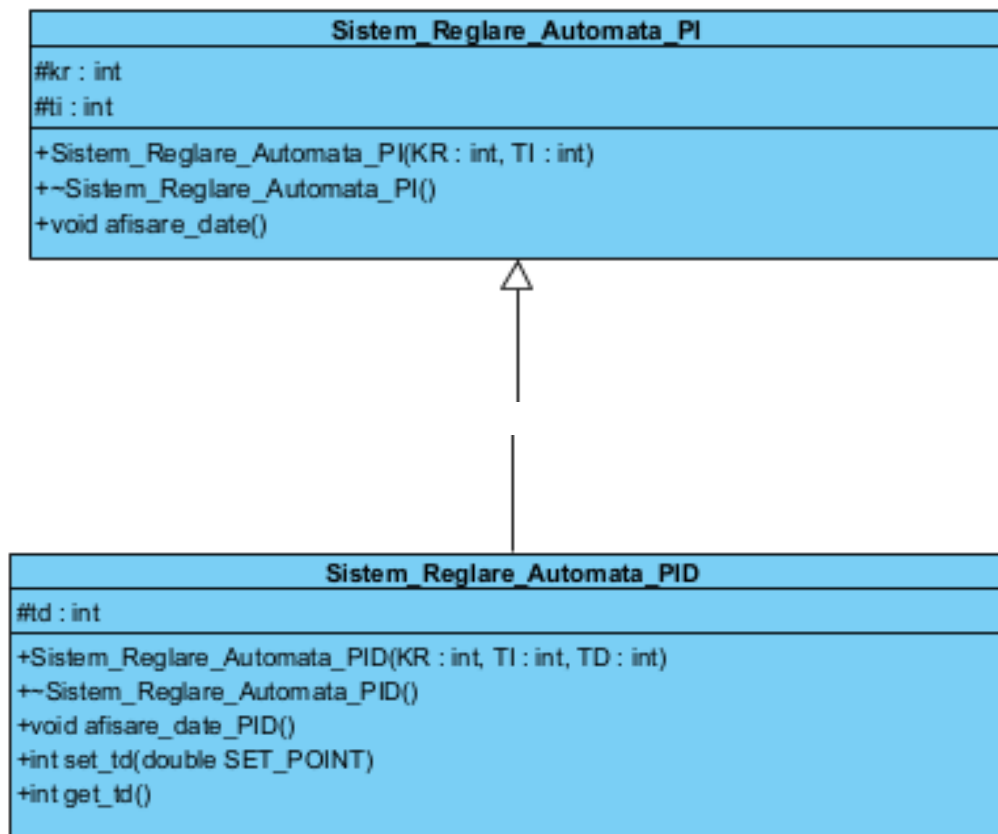 Sistem_Reglare_Automata_PI
#kr : int
#ti : int
+Sistem_Reglare_Automata_PI(KR : int, TI : int)
+~Sistem_Reglare_Automata_PI()
+void afisare_date()
Sistem_Reglare_Automata_PID
#td : int
+Sistem_Reglare_Automata_PID(KR : int, TI : int, TD : int)
+~Sistem_Reglare_Automata_PID()
+void afisare_date_PID()
+int set_td(double SET_POINT)
+int get_td()